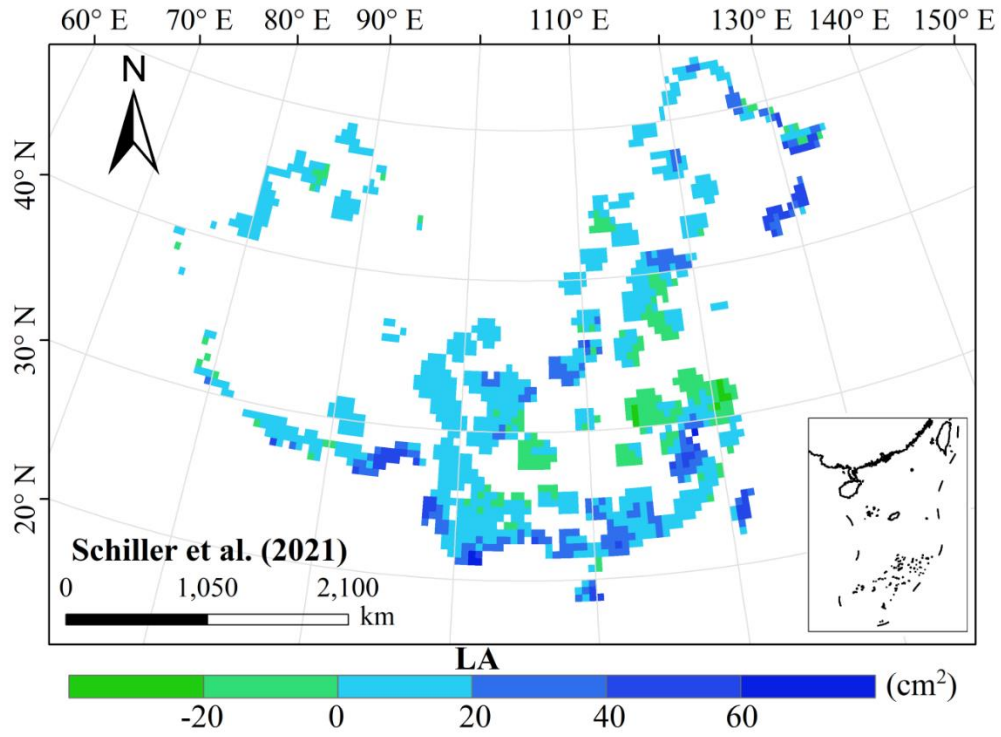 60° E 70° E 80° E 90° E 110° E 130° E 140° E 150° E
N
40° N
30° N
20° N
Schiller et al. (2021)
0 1,050 2,100
km
LA
(cm²)
-20 0 20 40 60